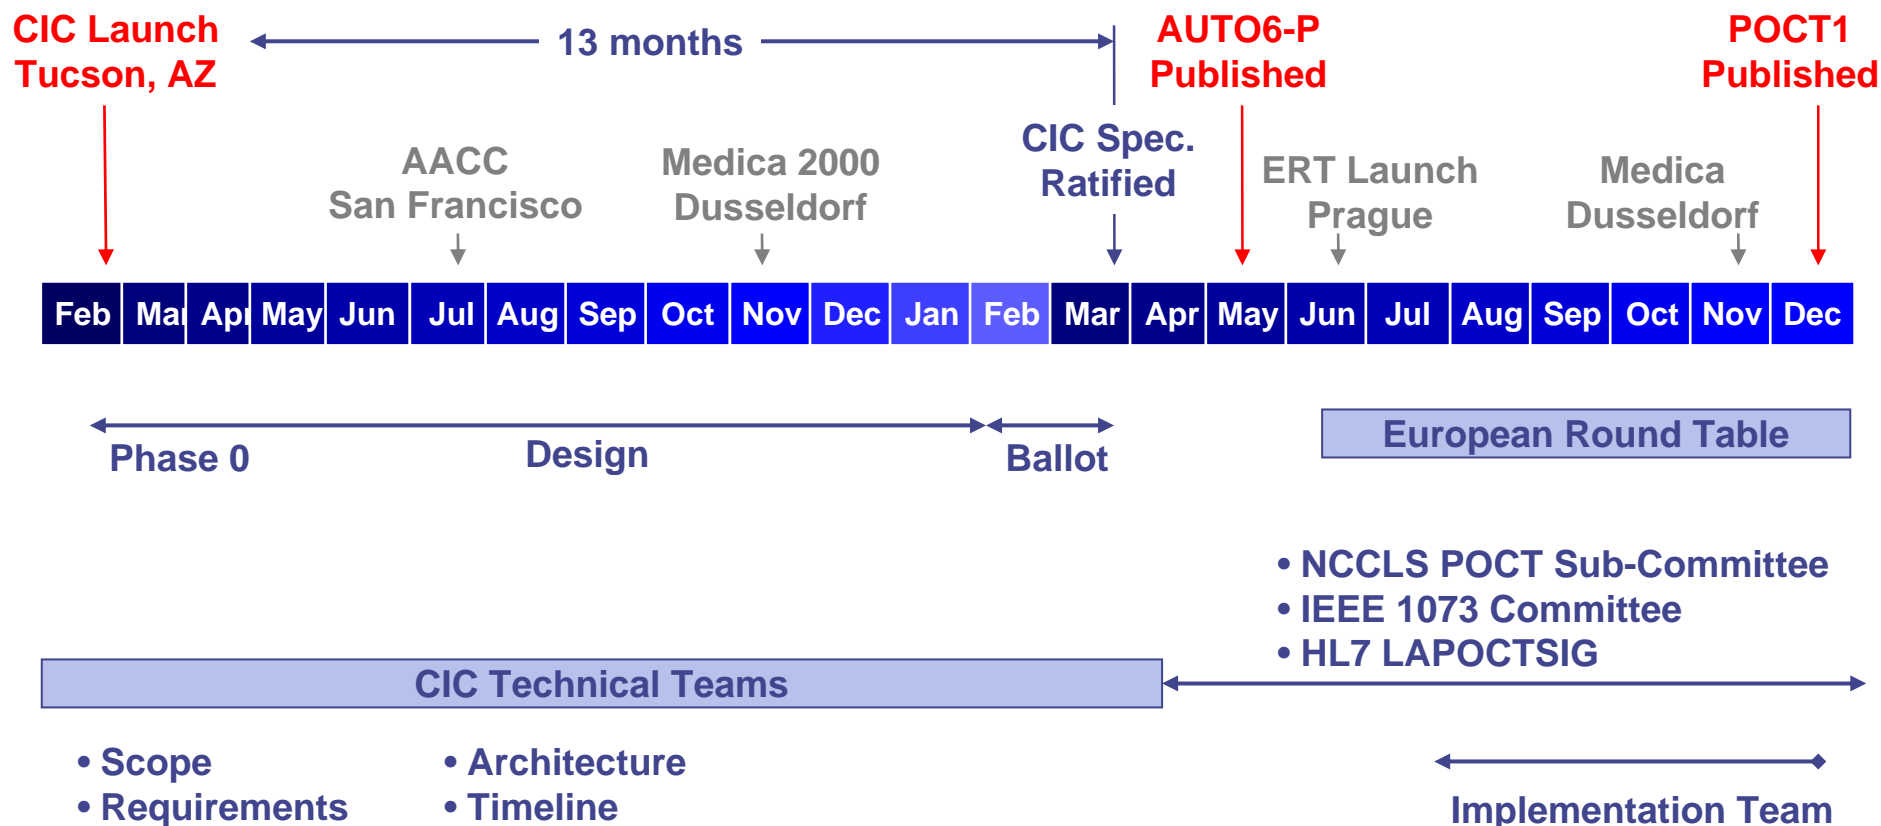 CIC Launch
Tucson, AZ
13 months
AUTO6-P
Published
POCT1
Published
CIC Spec.
Ratified
AACC
San Francisco
Medica 2000
Dusseldorf
ERT Launch
Prague
Medica
Dusseldorf
Feb Mar Apr May Jun Jul Aug Sep Oct Nov Dec Jan Feb Mar Apr May Jun Jul Aug Sep Oct Nov Dec
Phase 0 Design Ballot
European Round Table
• NCCLS POCT Sub-Committee
• IEEE 1073 Committee
• HL7 LAPOCTSIG
CIC Technical Teams
• Scope
• Requirements
• Architecture
• Timeline
Implementation Team